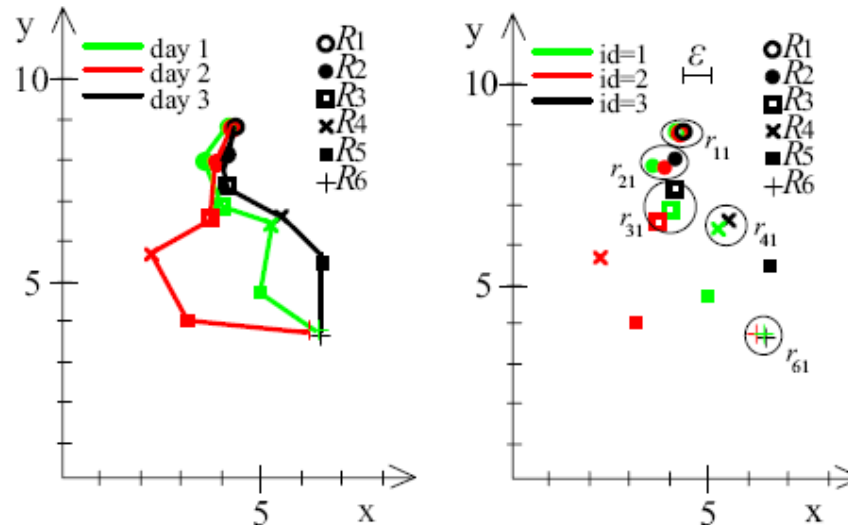 y
10
5
5
x
day 1
day 2
day 3
R1
R2
R3
R4
R5
R6
y
10
5
5
x
id=1
id=2
id=3
ε
R1
R2
R3
R4
R5
R6
r11
r21
r31
r41
r61